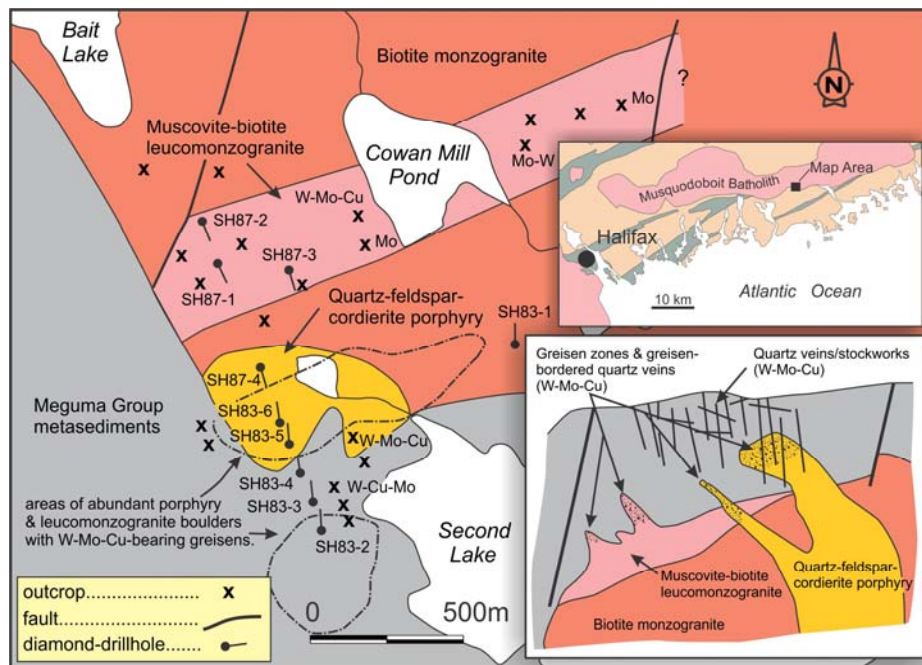 Bait
Lake
Biotite monzogranite
N
?
Mo
Muscovite-biotite
leucomonzogranite
Cowan Mill
Pond
Mo-W
W-Mo-Cu
SH87-2
Mo
SH87-3
SH87-1
Quartz-feldspar-
cordierite porphyry
SH83-1
SH87-4
Meguma Group
metasediments
SH83-6
SH83-5
W-Mo-Cu
SH83-4
W-Cu-Mo
areas of abundant porphyry
& leucomonzogranite boulders
with W-Mo-Cu-bearing greisens.
SH83-3
SH83-2
Second
Lake
outcrop....................... x
fault............................
diamond-drillhole.......
0 500m
Map Area
Musquodoboit Batholith
Halifax
10 km
Atlantic Ocean
Greisen zones & greisen-
bordered quartz veins
(W-Mo-Cu)
Quartz veins/stockworks
(W-Mo-Cu)
Muscovite-biotite
leucomonzogranite
Quartz-feldspar-
cordierite porphyry
Biotite monzogranite